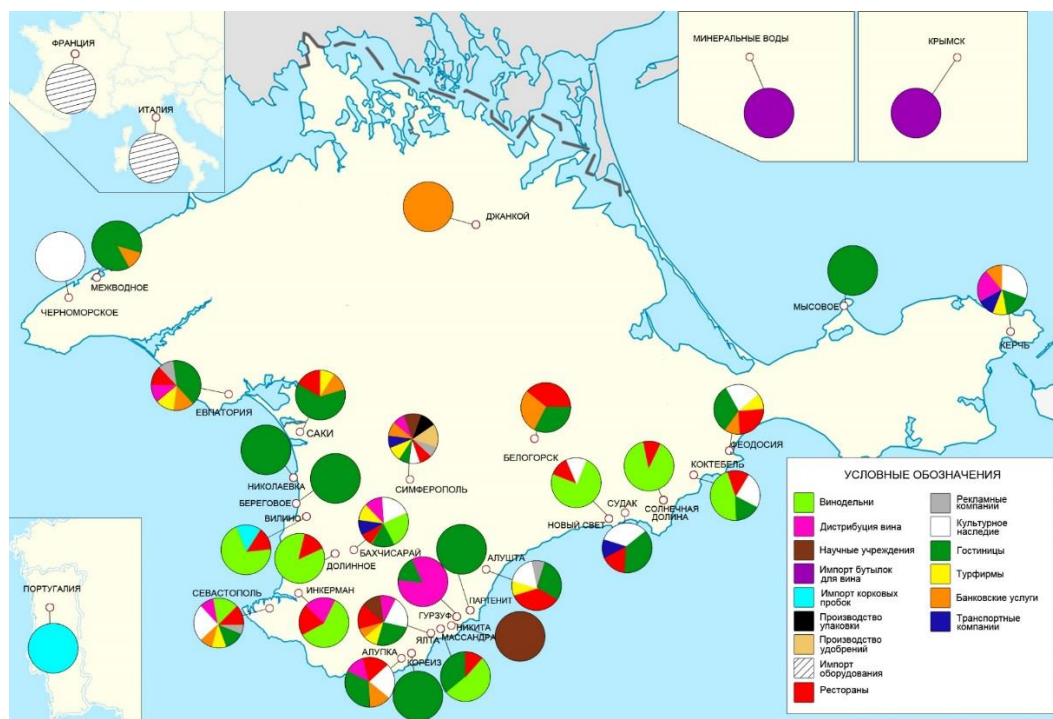 ФРАНЦИЯ
ИТАЛИЯ
МИНЕРАЛЬНЫЕ ВОДЫ
КРЫМСК
ДЖАНКОЙ
МЕЖВОДНОЕ
ЧЕРНОМОРСКОЕ
МЫСОВОЕ
КЕРЧЬ
ЕВПАТОРИЯ
САКИ
СИМФЕРОПОЛЬ
БЕЛОГОРСК
ФЕОДОСИЯ
КОКТЕБЕЛЬ
НИКОЛАЕВКА
БЕРЕГОВОЕ
ВИЛИНО
НОВЫЙ СВЕТ
СУДАК
СОЛНЕЧНАЯ
ДОЛИНА
БАХЧИСАРАЙ
ДОЛИННОЕ
АЛУШТА
ПОРТУГАЛИЯ
СЕВАСТОПОЛЬ
ИНКЕРМАН
ПАРТЕНИТ
ГУРЗУФ
НИКИТА
МАССАНДРА
ЯЛТА
АЛУПКА
КОРЕИЗ
УСЛОВНЫЕ ОБОЗНАЧЕНИЯ
Винодельни
Дистрибуция вина
Научные учреждения
Импорт бутылок
для вина
Импорт корковых
пробок
Производство
упаковки
Производство
удобрений
Импорт
оборудования
Рестораны
Рекламные
компании
Культурное
наследие
Гостиницы
Турфирмы
Банковские услуги
Транспортные
компании